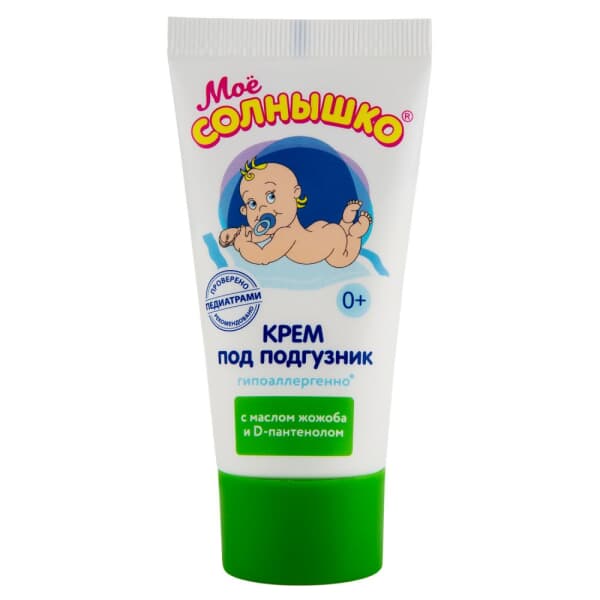 Моё
СОЛНЫШКО®
ПРОВЕРЕНО
ПЕДИАТРАМИ
РЕКОМЕНДОВАНО
0+
КРЕМ
ПОД ПОДГУЗНИК
гипоаллергенно*
с маслом жожоба
и D-пантенолом